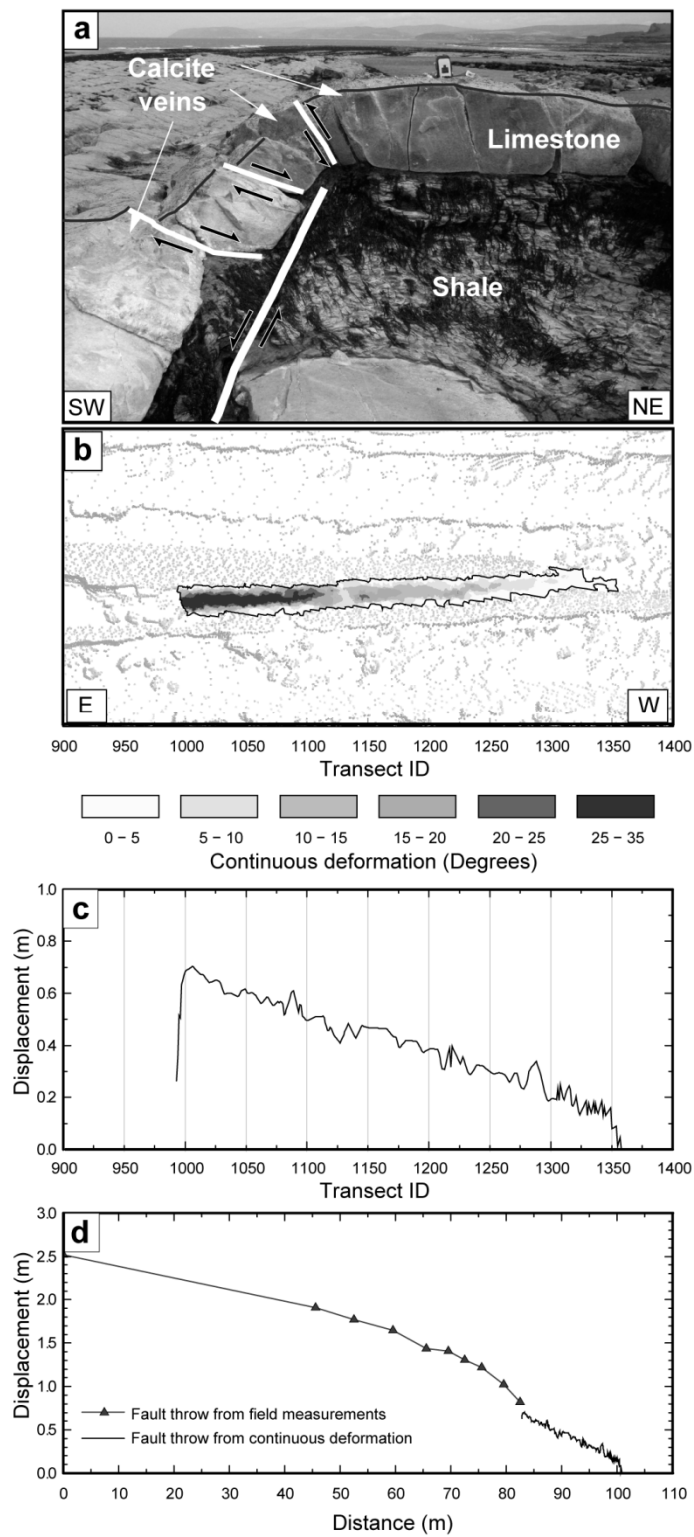 a
Calcite
veins
Limestone
Shale
SW
NE
b
E
W
900 950 1000 1050 1100 1150 1200 1250 1300 1350 1400
Transect ID
0 – 5 5 – 10 10 – 15 15 – 20 20 – 25 25 – 35
Continuous deformation (Degrees)
c
1.0
0.8
0.6
0.4
0.2
0.0
Displacement (m)
900 950 1000 1050 1100 1150 1200 1250 1300 1350 1400
Transect ID
d
3.0
2.5
2.0
1.5
1.0
0.5
0.0
Displacement (m)
Fault throw from field measurements
Fault throw from continuous deformation
0 10 20 30 40 50 60 70 80 90 100 110
Distance (m)